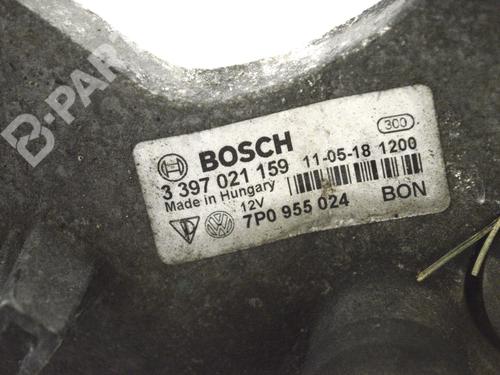 B-PAR
300
BOSCH
3 397 021 159 11-05-18 1200
Made in Hungary
12V
7P0 955 024 BON